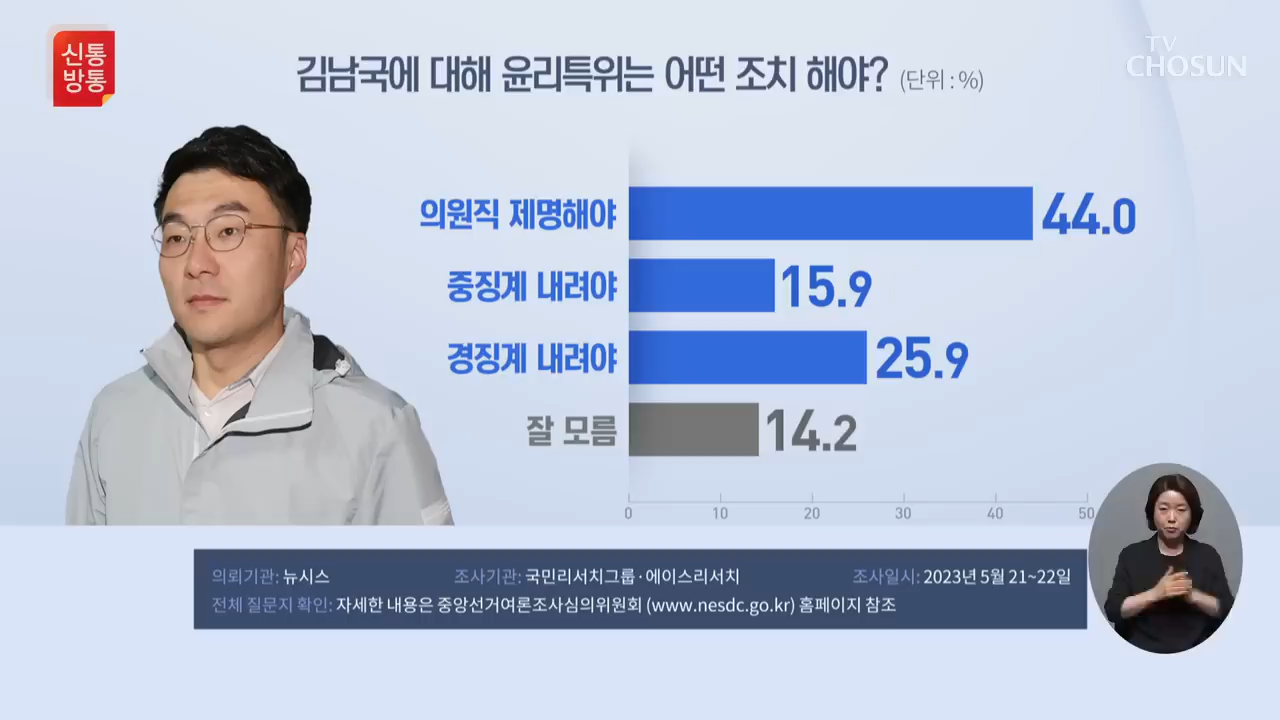 신통
방통
김남국에 대해 윤리특위는 어떤 조치 해야? (단위 : %)
TV
CHOSUN
의원직 제명해야 44.0
중징계 내려야 15.9
경징계 내려야 25.9
잘 모름 14.2
0 10 20 30 40 50
의뢰기관: 뉴시스 조사기관: 국민리서치그룹·에이스리서치 조사일시: 2023년 5월 21~22일
전체 질문지 확인: 자세한 내용은 중앙선거여론조사심의위원회 (www.nesdc.go.kr) 홈페이지 참조